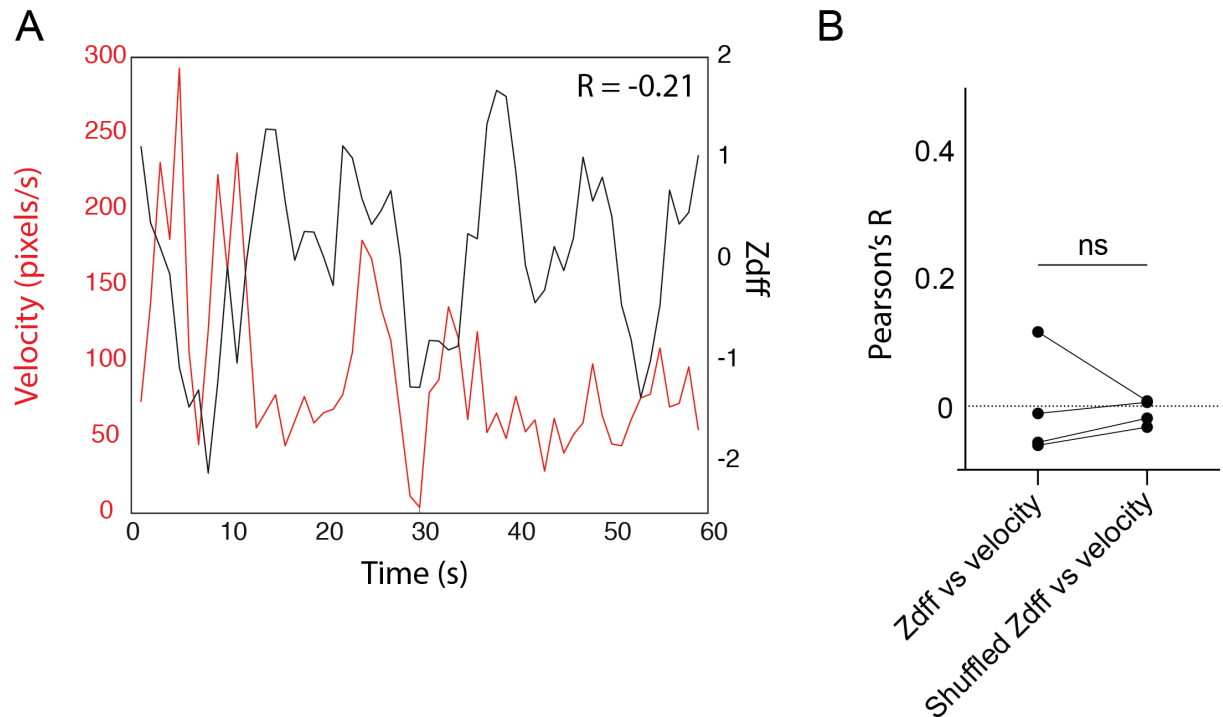 A
B
300
250
200
150
100
50
0
Velocity (pixels/s)
R = -0.21
2
1
0
-1
-2
Zdff
0
10
20
30
40
50
60
Time (s)
Pearson's R
0.4
0.2
0
ns
Zdff vs velocity
Shuffled Zdff vs velocity